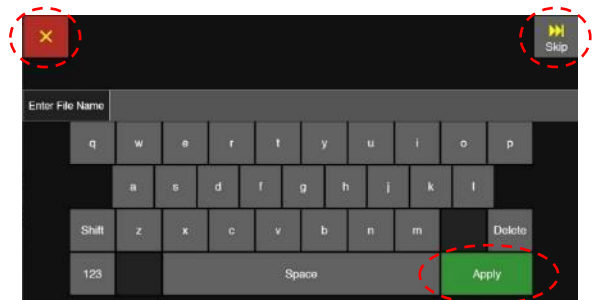 ×
Skip
Enter File Name
q w e r t y u i o p
a s d f g h j k l
Shift z x c v b n m Delete
123 Space Apply